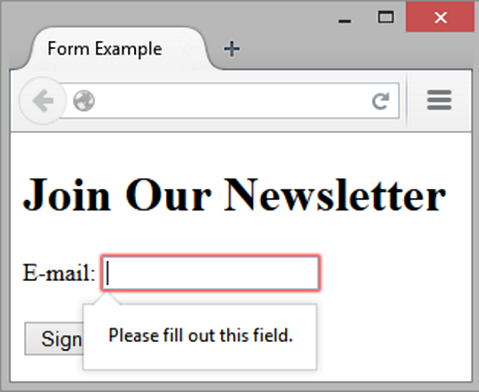 Form Example
Join Our Newsletter
E-mail:
Please fill out this field.
Sign